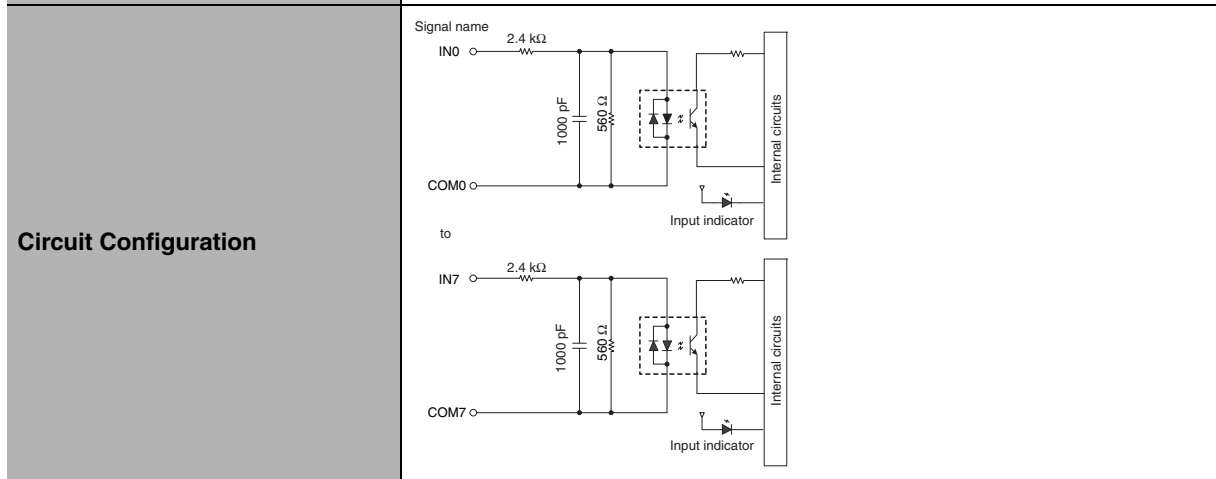 Circuit Configuration
Signal name
IN0
2.4 kΩ
1000 pF
560 Ω
Internal circuits
COM0
Input indicator
to
IN7
2.4 kΩ
1000 pF
560 Ω
Internal circuits
COM7
Input indicator